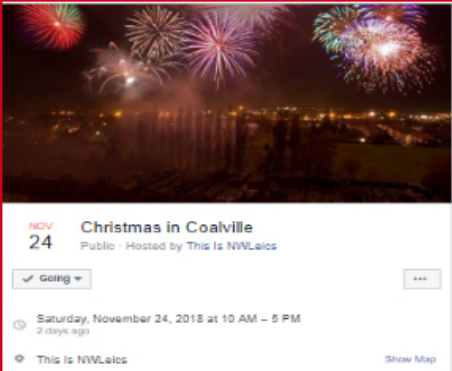 NOV
24
Christmas in Coalville
Public · Hosted by This Is NWLeics
Going
Saturday, November 24, 2018 at 10 AM – 5 PM
2 days ago
This Is NWLeics
Show Map